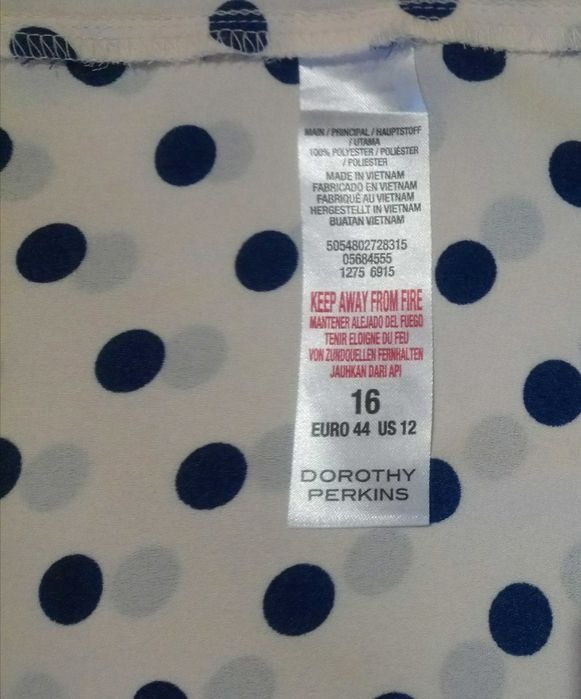 MAIN / PRINCIPAL / HAUPTSTOFF
/ UTAMA
100% POLYESTER / POLIÉSTER
/ POLIESTER
MADE IN VIETNAM
FABRICADO EN VIETNAM
FABRIQUÉ AU VIETNAM
HERGESTELLT IN VIETNAM
BUATAN VIETNAM
5054802728315
05684555
1275 6915
KEEP AWAY FROM FIRE
MANTENER ALEJADO DEL FUEGO
TENIR ELOIGNE DU FEU
VON ZUNDQUELLEN FERNHALTEN
JAUHKAN DARI API
16
EURO 44 US 12
DOROTHY
PERKINS